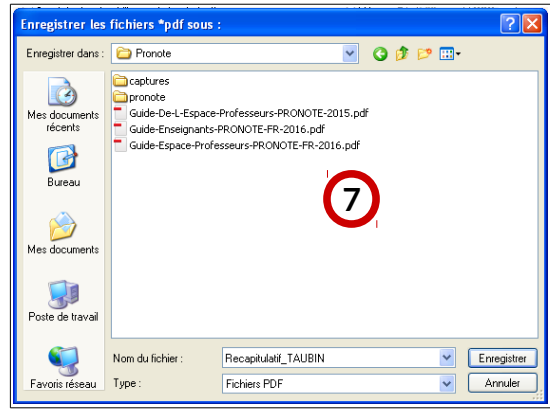 Enregistrer les fichiers *pdf sous :
Enregistrer dans :
Pronote
captures
pronote
Guide-De-L-Espace-Professeurs-PRONOTE-2015.pdf
Guide-Enseignants-PRONOTE-FR-2016.pdf
Guide-Espace-Professeurs-PRONOTE-FR-2016.pdf
Mes documents
récents
Bureau
Mes documents
Poste de travail
Favoris réseau
7
Nom du fichier :
Recapitulatif_TAUBIN
Enregistrer
Type :
Fichiers PDF
Annuler